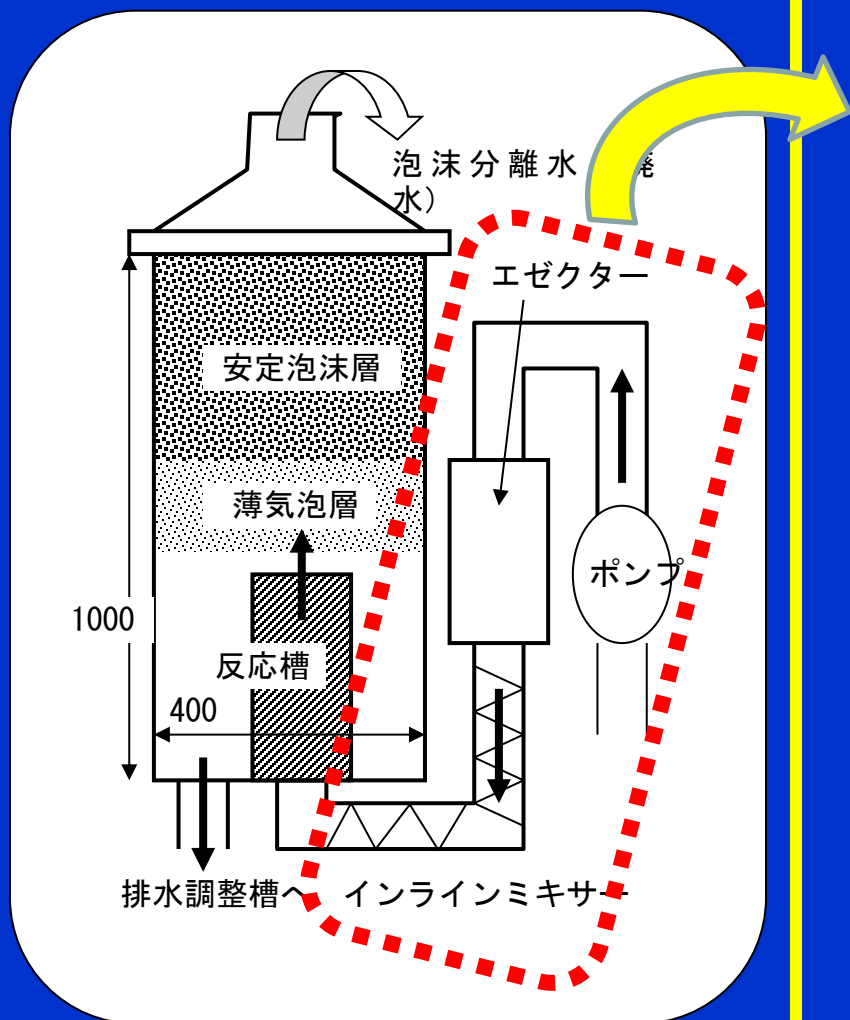 泡沫分離水
水）
エゼクター
安定泡沫層
薄気泡層
ポンプ
1000
反応槽
400
排水調整槽へ
インラインミキサー